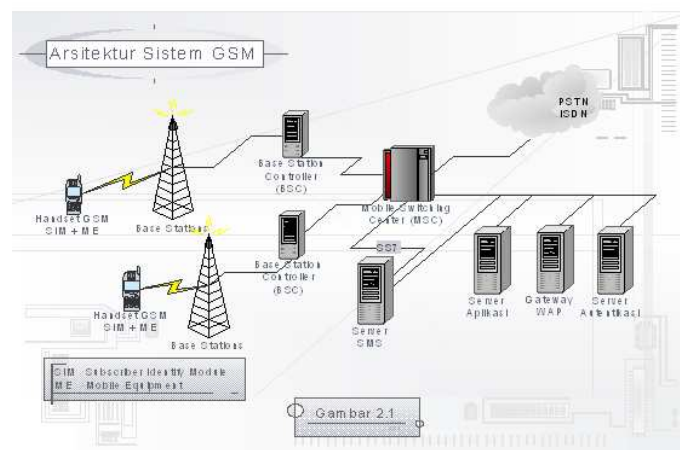 Arsitektur Sistem GSM
PSTN
ISDN
Base Station
Controller
(BSC)
Mobile Switching
Center (MSC)
Handset GSM
SIM + ME
Base Stations
SS7
Base Station
Controller
(BSC)
Handset GSM
SIM + ME
Base Stations
Server
SMS
Server
Aplikasi
Gateway
WAP
Server
Autentikasi
SIM Subscriber Identity Module
ME Mobile Equipment
Gambar 2.1